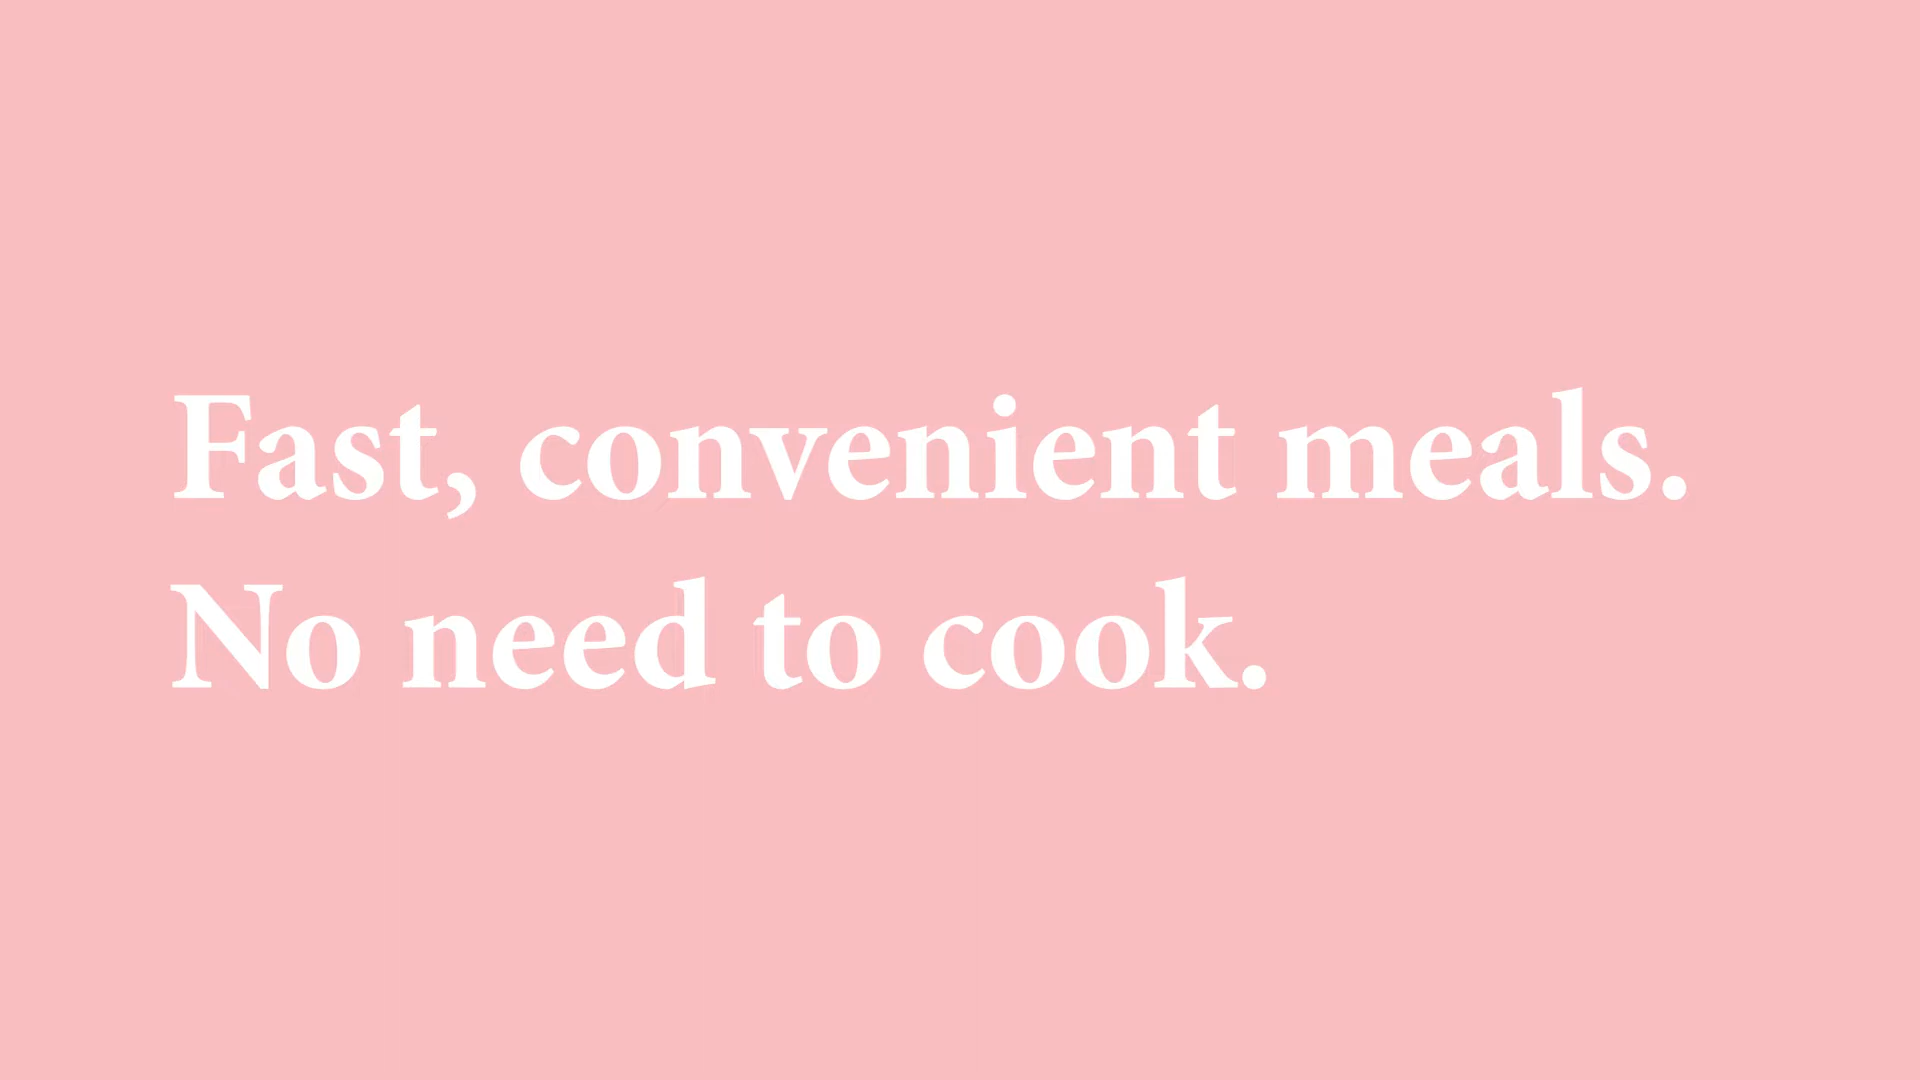 Fast, convenient meals.
No need to cook.